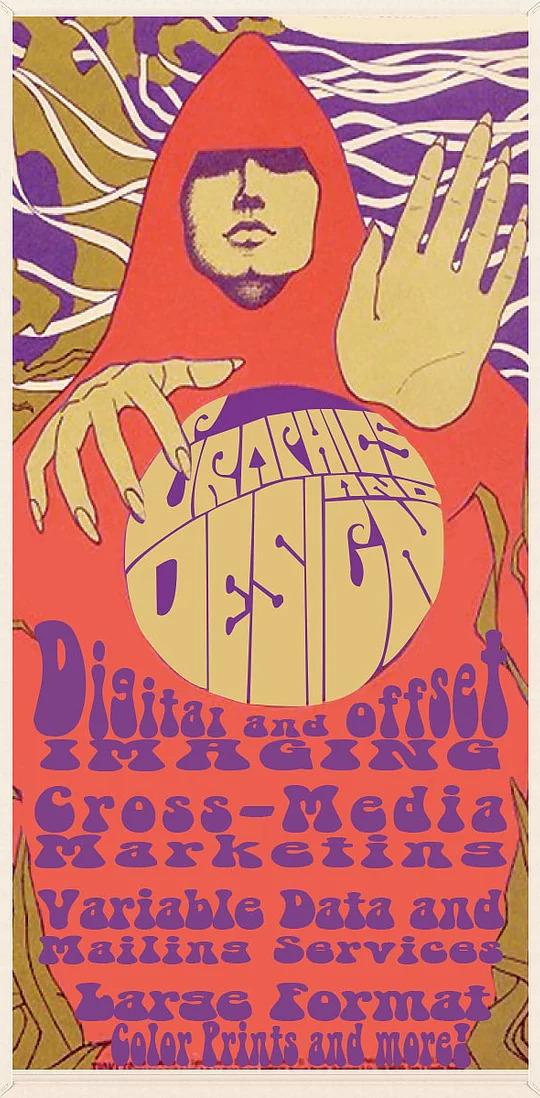 GRAPHICS
AND
DESIGN
Digital and offset
IMAGING
Cross-Media
Marketing
Variable Data and
Mailing Services
Large Format
Color Prints and more!